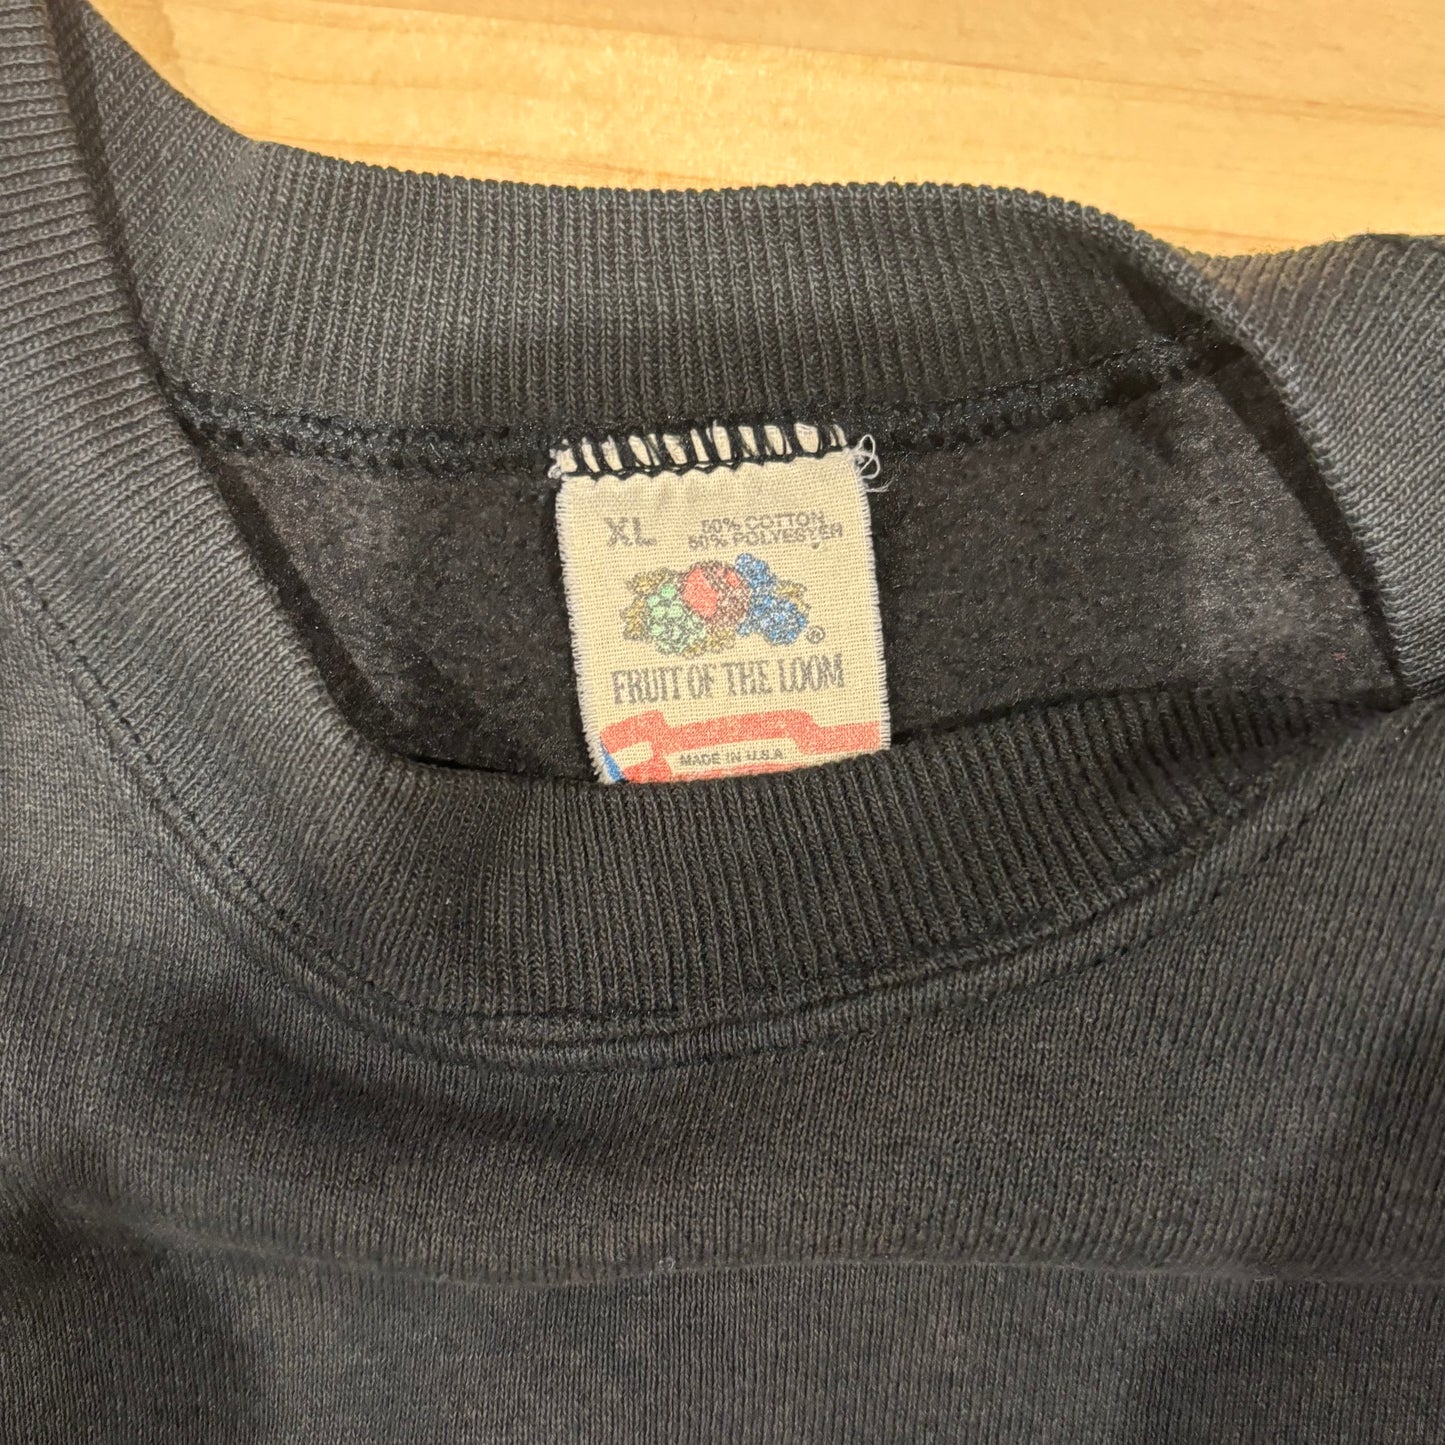 XL
50% COTTON
50% POLYESTER
®
FRUIT OF THE LOOM
MADE IN U.S.A